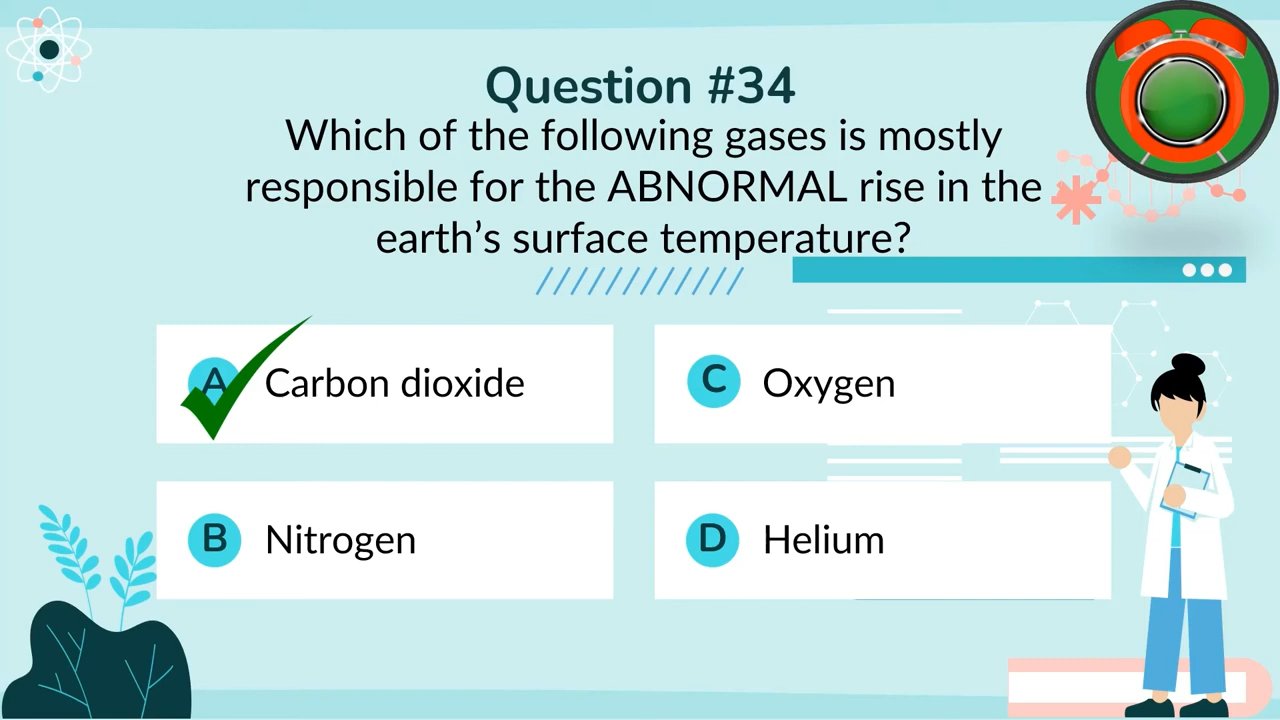 Question #34
Which of the following gases is mostly
responsible for the ABNORMAL rise in the
earth’s surface temperature?
A Carbon dioxide
B Nitrogen
C Oxygen
D Helium